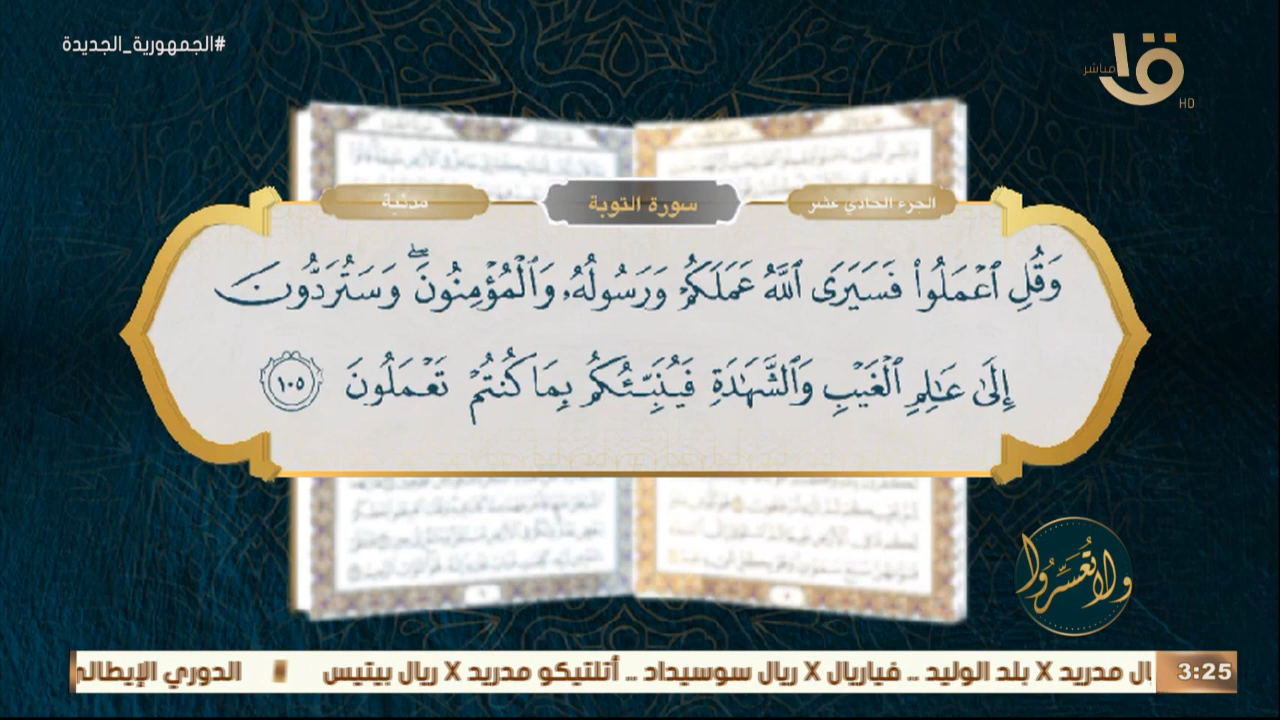 #الجمهورية_الجديدة
مباشر
HD
الجزء الحادي عشر
سورة التوبة
مدنية
وَقُلِ ٱعۡمَلُواْ فَسَيَرَى ٱللَّهُ عَمَلَكُمۡ وَرَسُولُهُۥ وَٱلۡمُؤۡمِنُونَۖ وَسَتُرَدُّونَ
إِلَىٰ عَٰلِمِ ٱلۡغَيۡبِ وَٱلشَّهَٰدَةِ فَيُنَبِّئُكُم بِمَا كُنتُمۡ تَعۡمَلُونَ ١٠٥
ولا تُعَسِّروا
3:25 ال مدريد X بلد الوليد .. فياريال X ريال سوسيداد .. أتلتيكو مدريد X ريال بيتيس الدوري الإيطالي